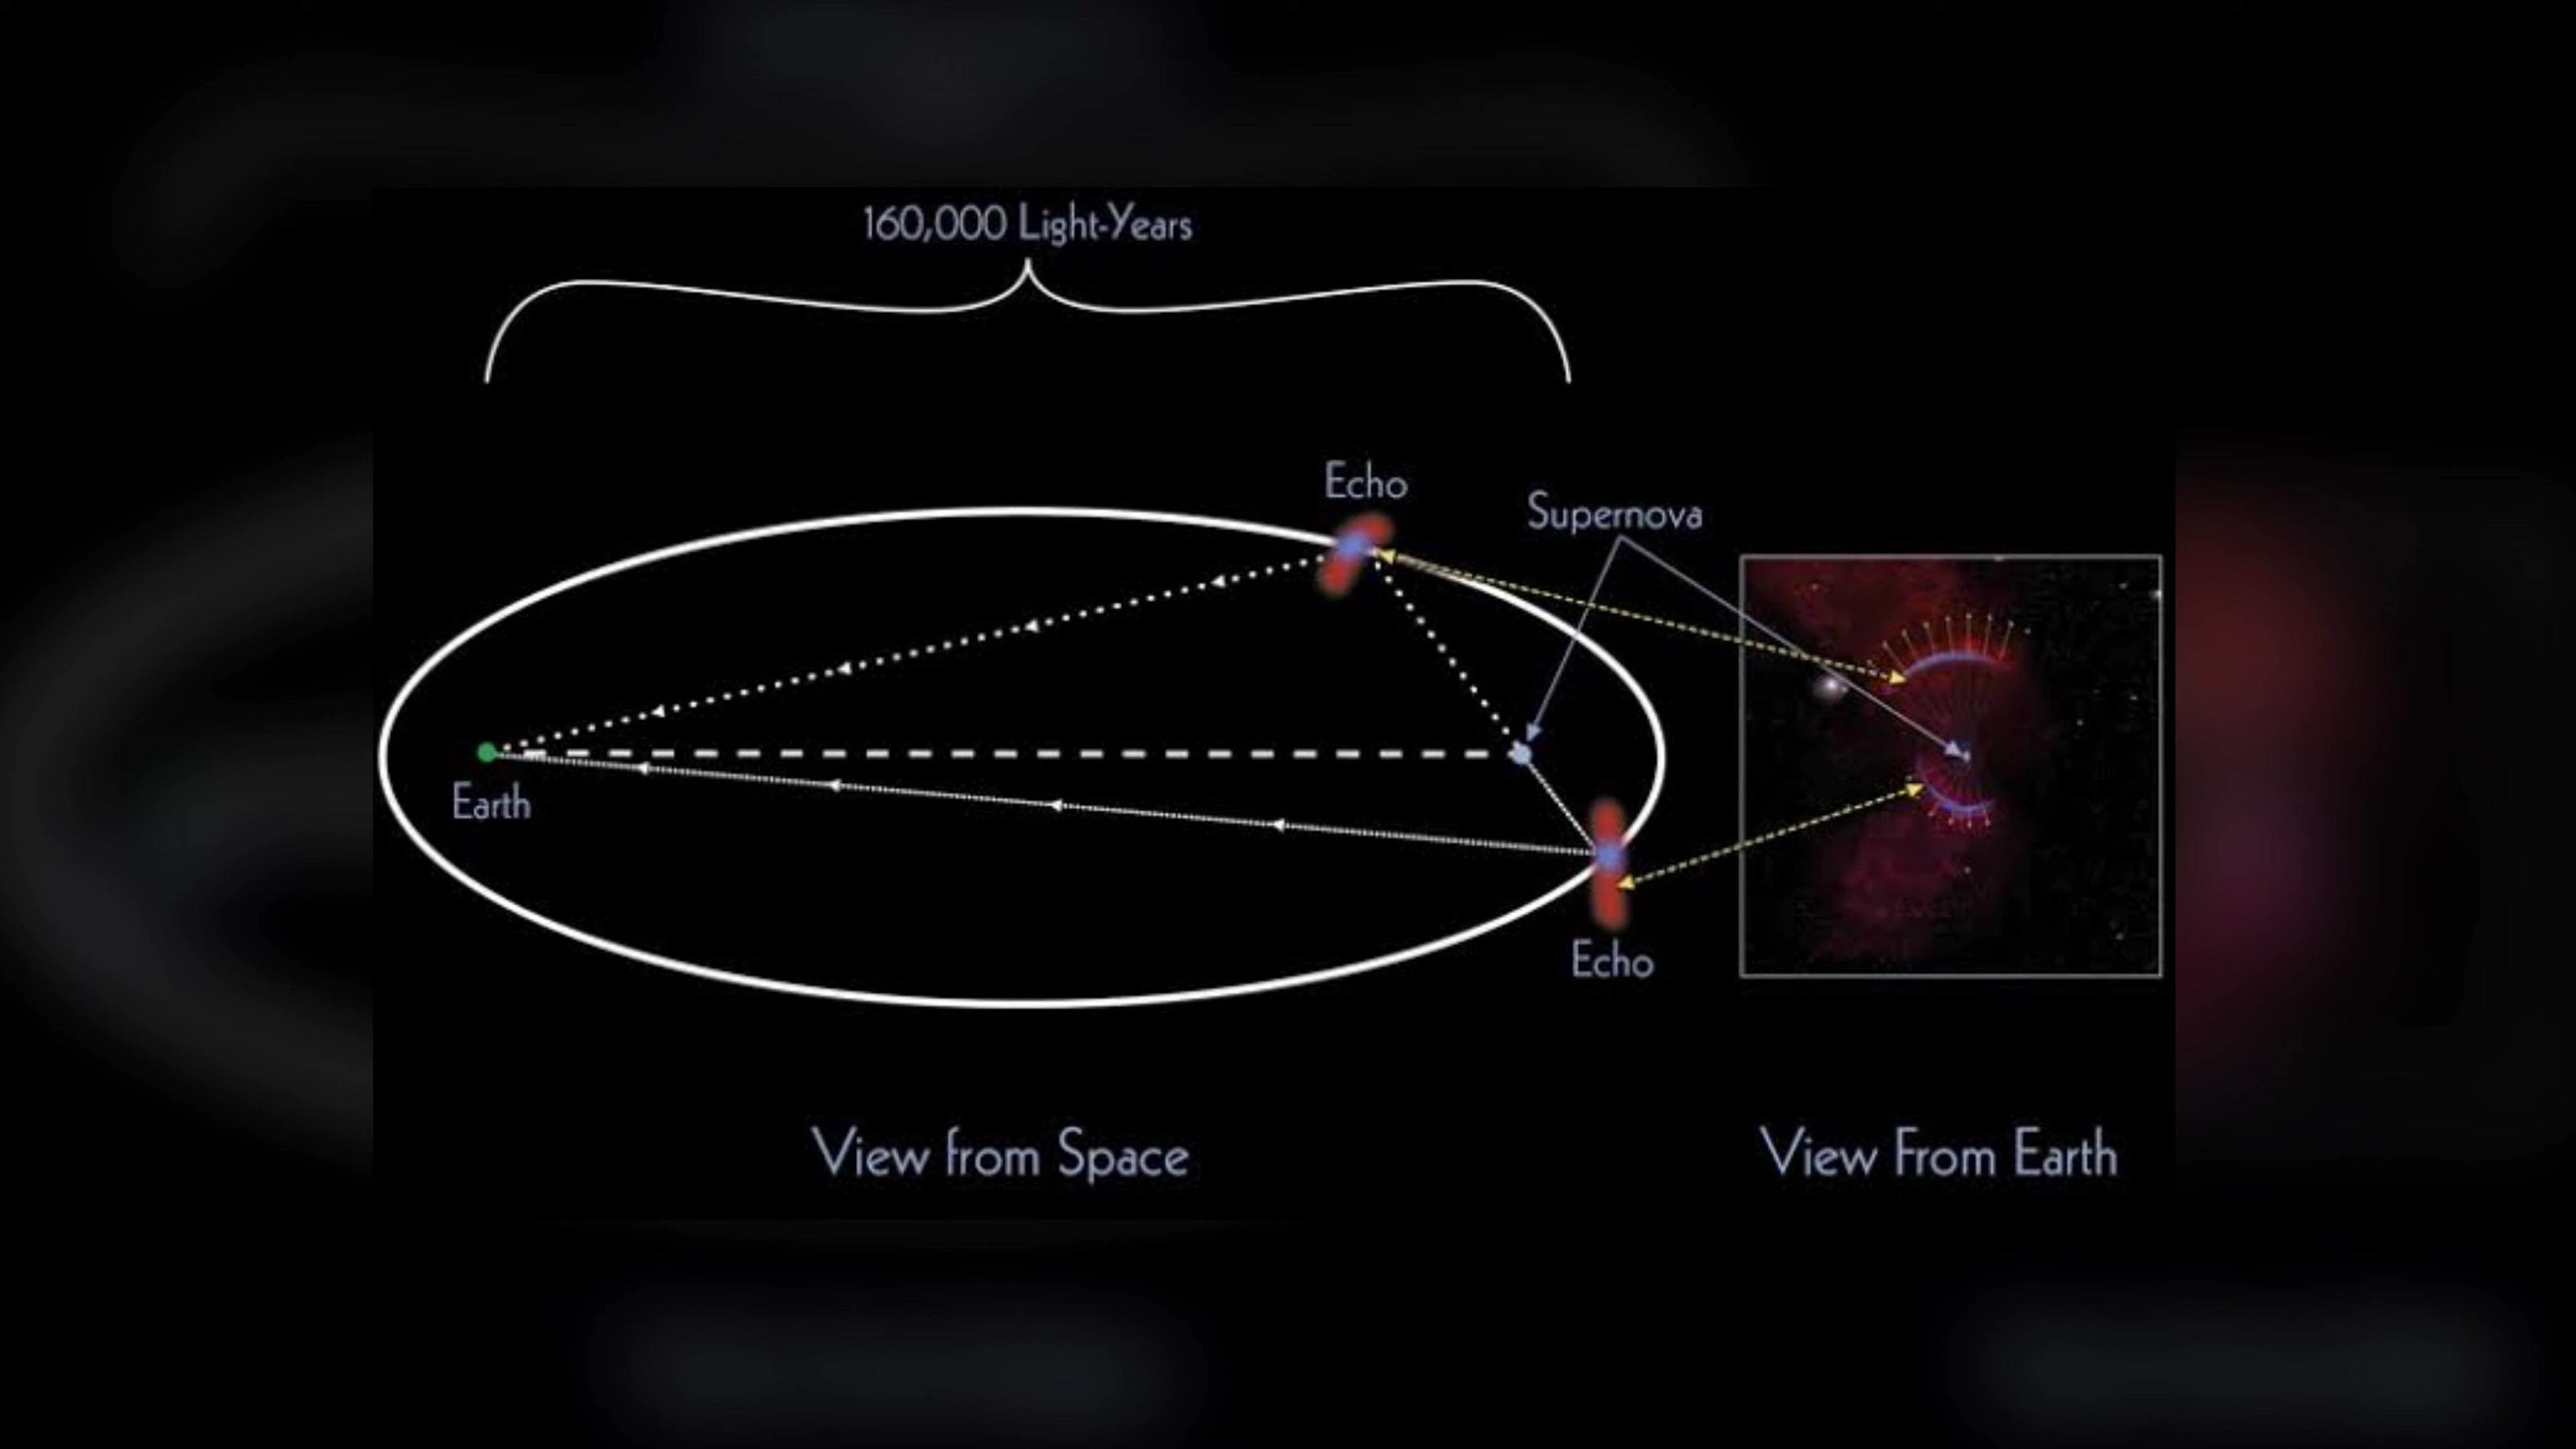 160,000 Light-Years
Echo
Supernova
Earth
Echo
View from Space
View From Earth